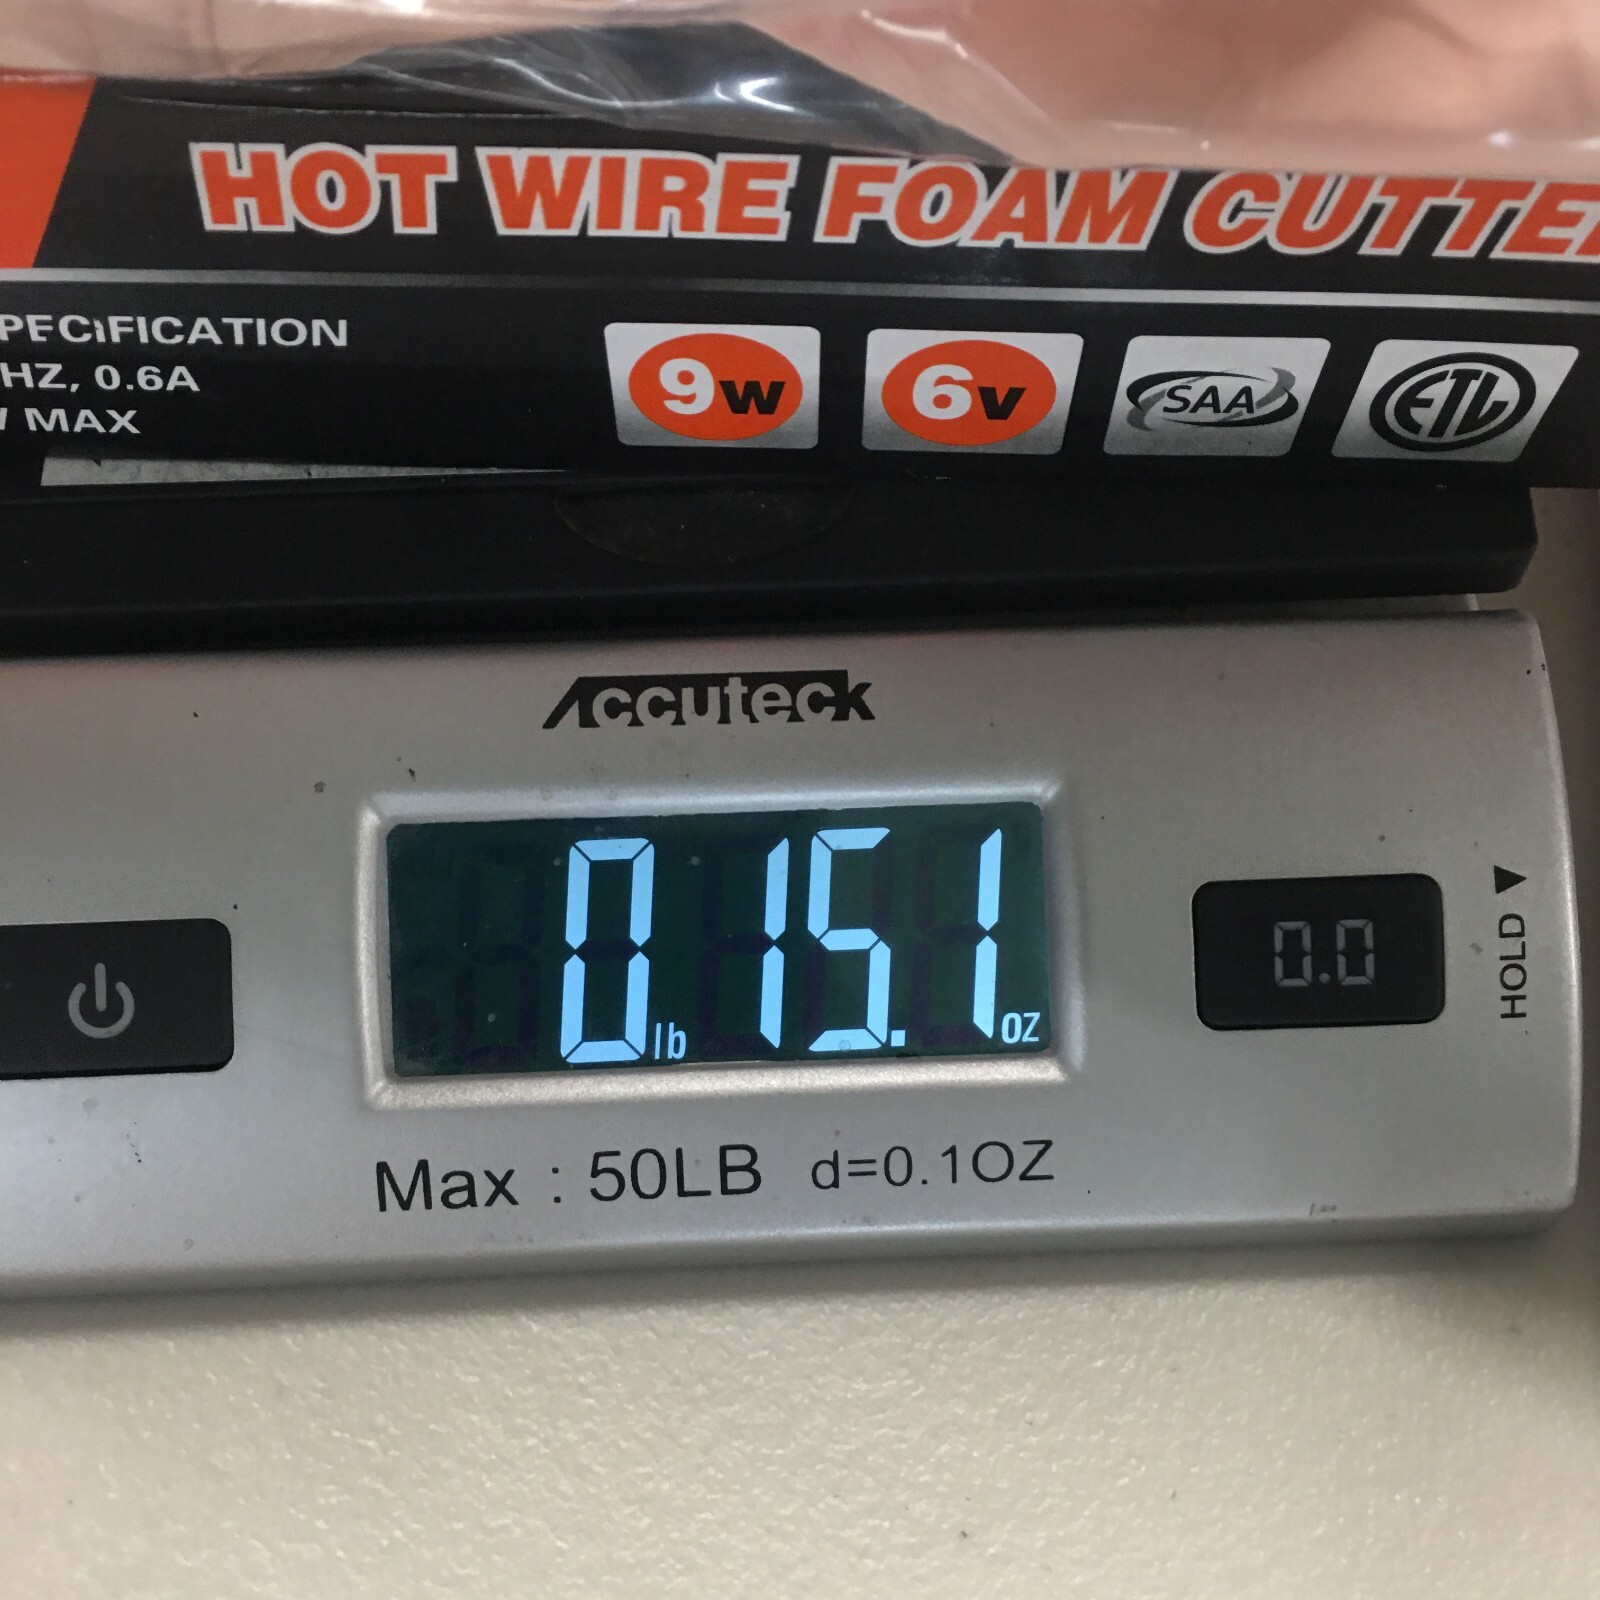 HOT WIRE FOAM CUTTE
PECIFICATION
HZ, 0.6A
MAX
9W
6V
SAA
ETL
Accuteck
0 lb 15.1 oz
0.0
HOLD ▼
Max : 50LB d=0.1OZ